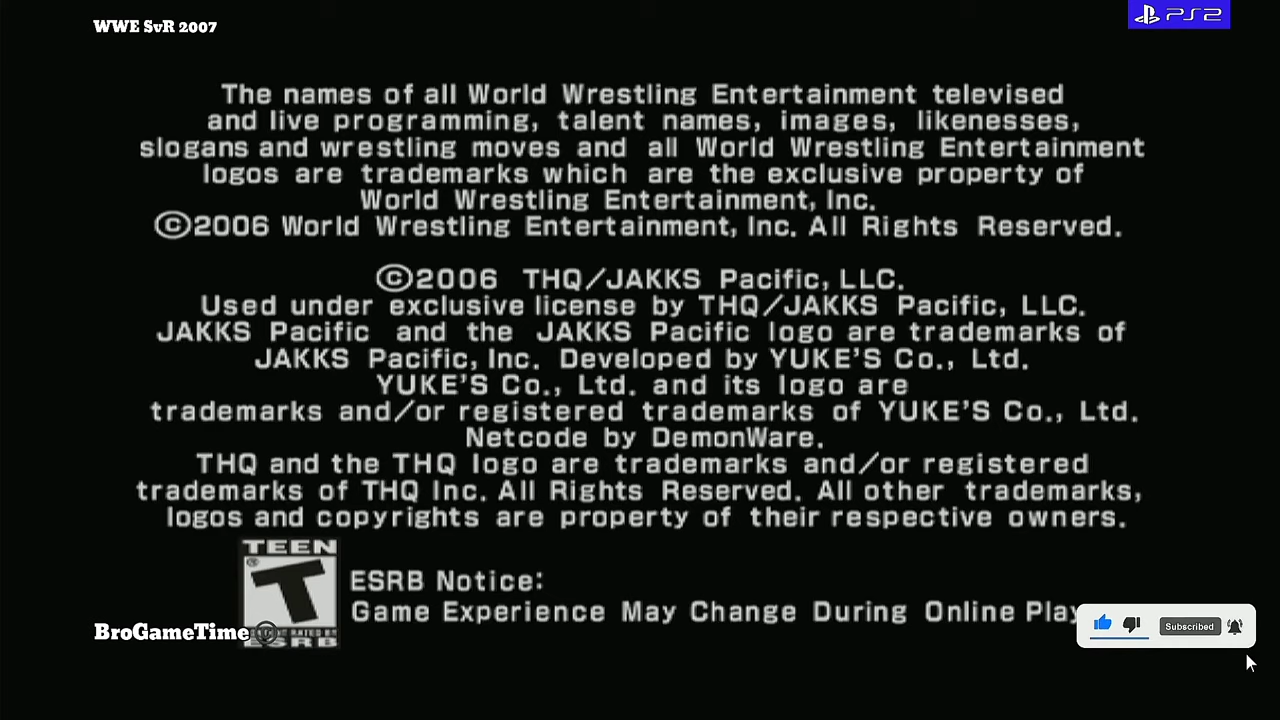 WWE SvR 2007
PS2
The names of all World Wrestling Entertainment televised
and live programming, talent names, images, likenesses,
slogans and wrestling moves and all World Wrestling Entertainment
logos are trademarks which are the exclusive property of
World Wrestling Entertainment, Inc.
©2006 World Wrestling Entertainment, Inc. All Rights Reserved.
©2006 THQ/JAKKS Pacific, LLC.
Used under exclusive license by THQ/JAKKS Pacific, LLC.
JAKKS Pacific and the JAKKS Pacific logo are trademarks of
JAKKS Pacific, Inc. Developed by YUKE'S Co., Ltd.
YUKE'S Co., Ltd. and its logo are
trademarks and/or registered trademarks of YUKE'S Co., Ltd.
Netcode by DemonWare.
THQ and the THQ logo are trademarks and/or registered
trademarks of THQ Inc. All Rights Reserved. All other trademarks,
logos and copyrights are property of their respective owners.
TEEN
T
ESRB
ESRB Notice:
Game Experience May Change During Online Play
BroGameTime
Subscribed